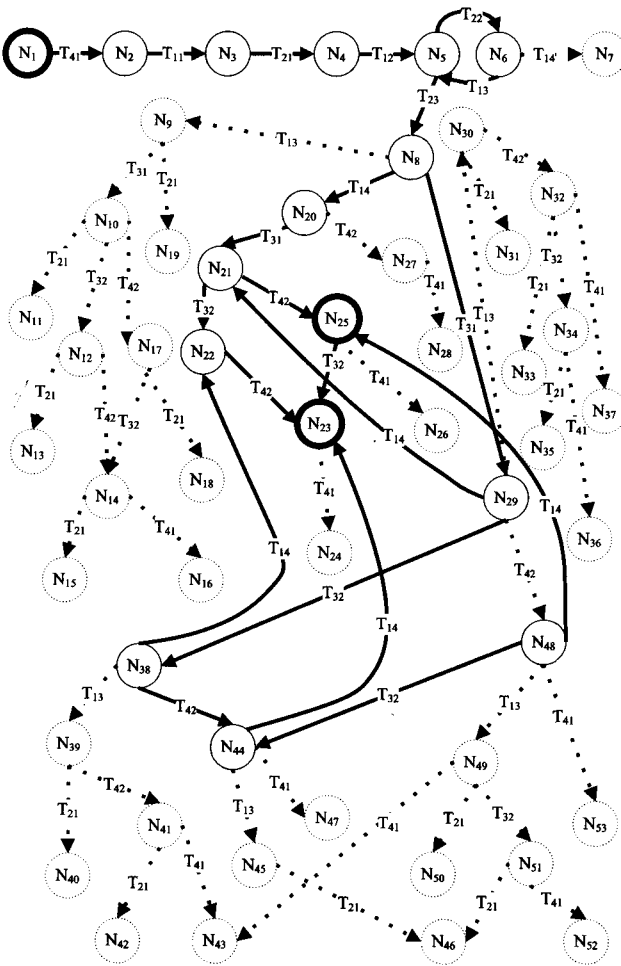 T22
N1 T41 N2 T11 N3 T21 N4 T12 N5 N6 T14' N7
T13
T23
N9 N30
T13 N8 T42
T31 T21 T14 T21 N32
N10 N20
T31 T42 N31 T32
T21 T32 T42 N19 N21 N27 T41
T42 T41 T13 T21
N11 T32 N25 T31 N34
N12 N17 N22 N28 N33
T32 T41 T21
T21 T42 T32 T21 T42 N23 N26 T14 N35 T41 N37
N13 N18 T41 N29
N14 T14
T21 T41 N24 N36
N15 N16 T14 T42
T32
T14 N48
N38
T13 T42 T32 T13 T41
N39 N44 N49
T42 T13 T41
T21 N41 N47 T41 T21 T32 N53
N40 T41 N45 N50 N51
T21 T21 T21 T41
N42 N43 N46 N52